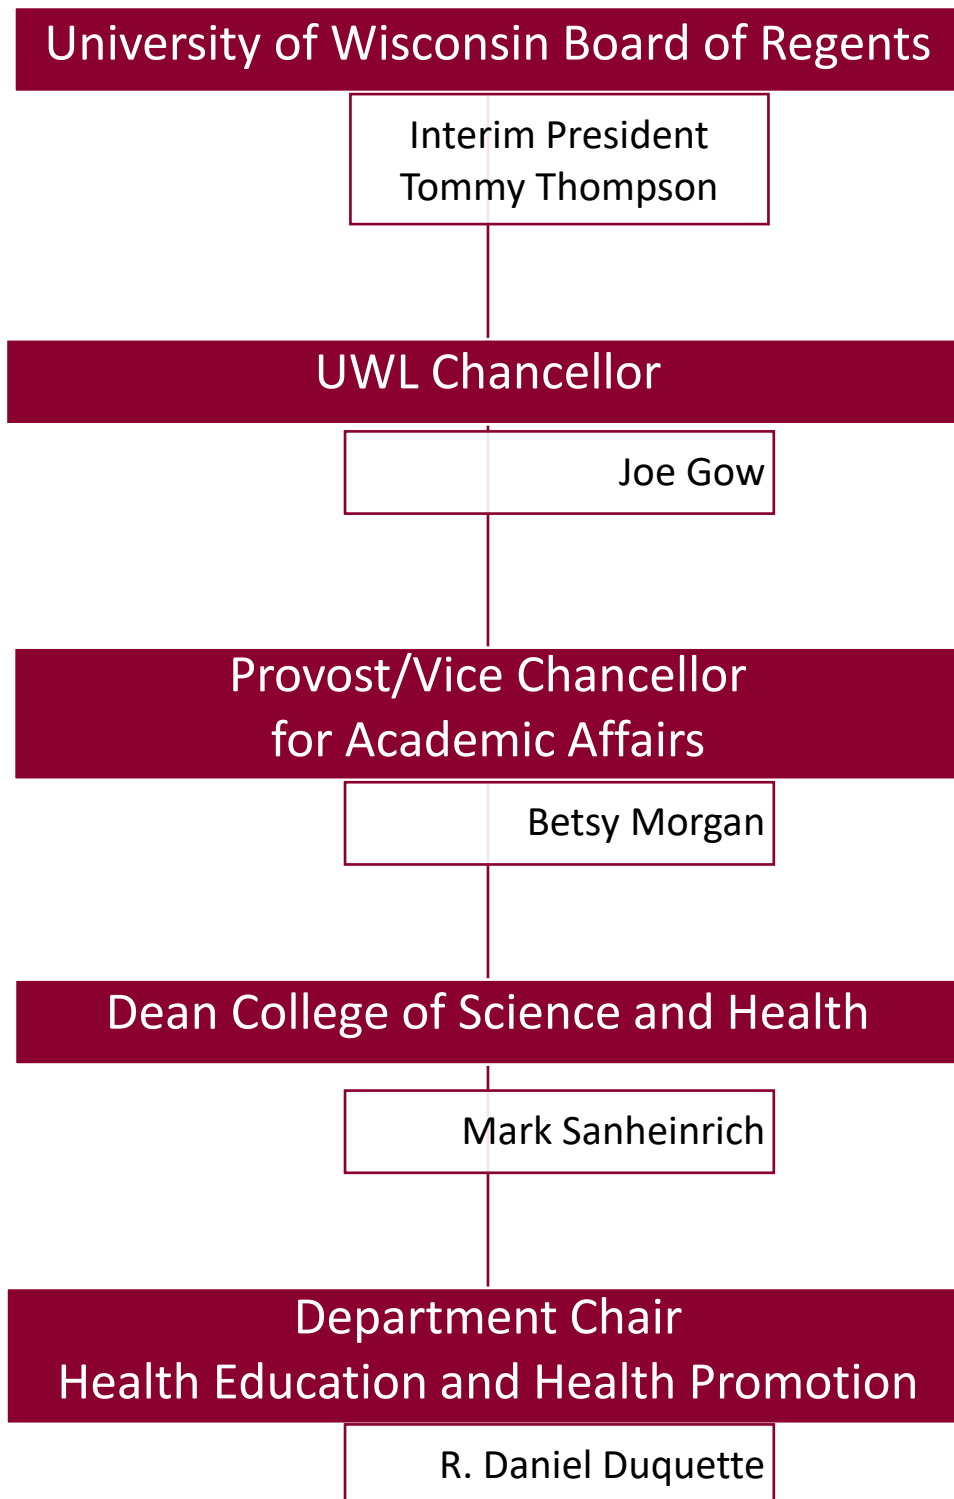 University of Wisconsin Board of Regents
Interim President
Tommy Thompson
UWL Chancellor
Joe Gow
Provost/Vice Chancellor
for Academic Affairs
Betsy Morgan
Dean College of Science and Health
Mark Sanheinrich
Department Chair
Health Education and Health Promotion
R. Daniel Duquette